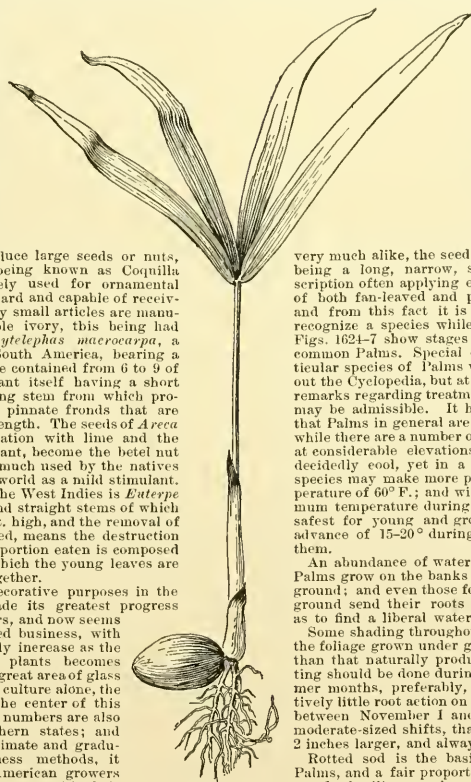 luce large seeds or nuts,
being known as Coquilla
ely used for ornamental
ard and capable of receiv-
y small articles are manu-
ble ivory, this being had
ytelephas macrocarpa, a
South America, bearing a
e contained from 6 to 9 of
ant itself having a short
ng stem from which pro-
pinnate fronds that are
ength. The seeds of Areca
ation with lime and the
ant, become the betel nut
much used by the natives
world as a mild stimulant.
he West Indies is Euterpe
nd straight stems of which
t. high, and the removal of
ed, means the destruction
portion eaten is composed
hich the young leaves are
gether.
ecorative purposes in the
ade its greatest progress
rs, and now seems
ed business, with
ly increase as the
plants becomes
great area of glass
culture alone, the
he center of this
numbers are also
hern states; and
imate and gradu-
ness methods, it
merican growers
very much alike, the seed
being a long, narrow, s
scription often applying e
of both fan-leaved and p
and from this fact it is
recognize a species while
Figs. 1624-7 show stages
common Palms. Special
ticular species of Palms
out the Cyclopedia, but at
remarks regarding treatm
may be admissible. It h
that Palms in general are
while there are a number o
at considerable elevations
decidedly cool, yet in a
species may make more p
perature of 60° F.; and wi
mum temperature during
safest for young and gro
advance of 15-20° during
them.
An abundance of water
Palms grow on the banks
ground; and even those fo
ground send their roots
as to find a liberal water
Some shading througho
the foliage grown under g
than that naturally produ
ting should be done durin
mer months, preferably,
tively little root action on
between November 1 and
moderate-sized shifts, tha
2 inches larger, and alway
Rotted sod is the basi
Palms, and a fair propor